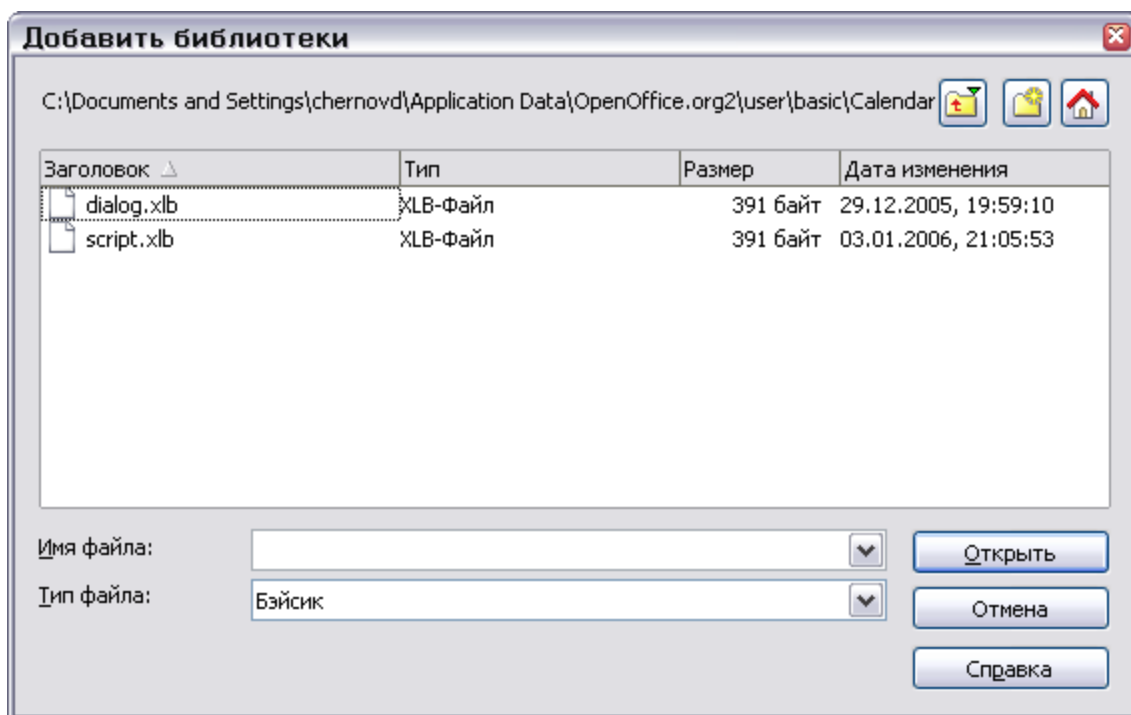 Добавить библиотеки
C:\Documents and Settings\chernovd\Application Data\OpenOffice.org2\user\basic\Calendar
Заголовок Тип Размер Дата изменения
dialog.xlb XLB-Файл 391 байт 29.12.2005, 19:59:10
script.xlb XLB-Файл 391 байт 03.01.2006, 21:05:53
Имя файла: Открыть
Тип файла: Бэйсик
Отмена
Справка